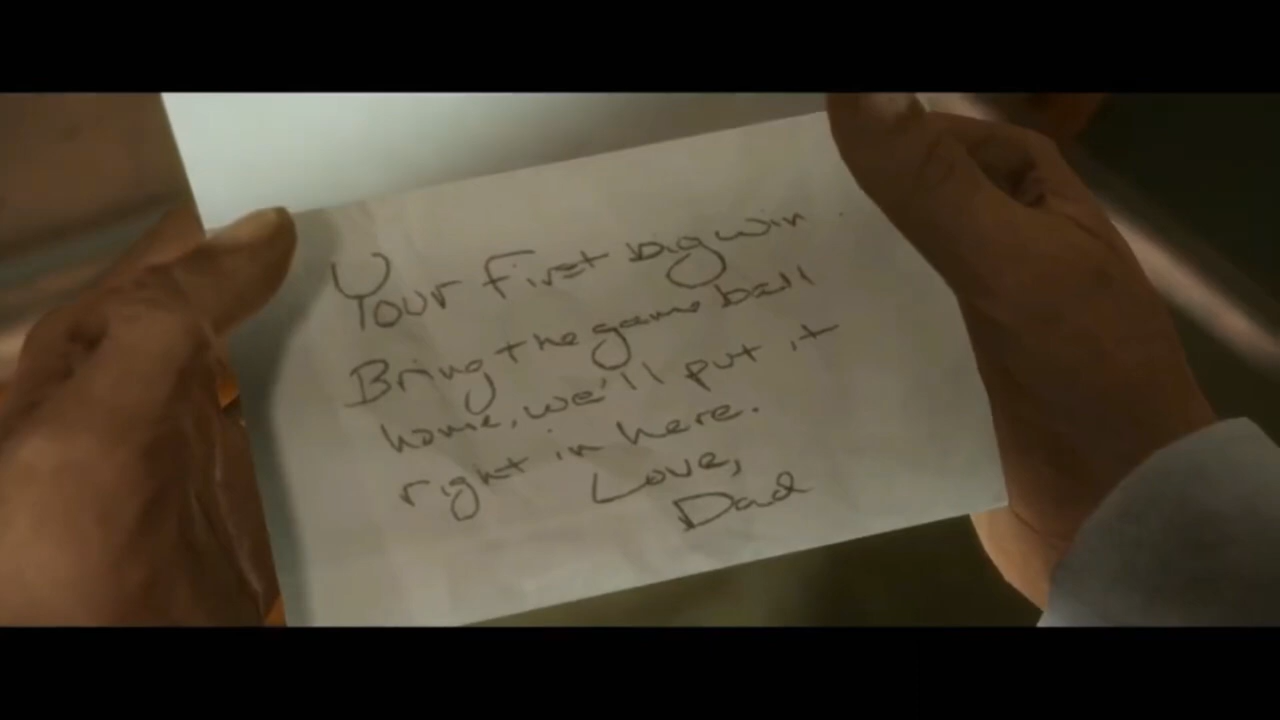 Your first big win.
Bring the game ball
home, we'll put it
right in here.
Love,
Dad